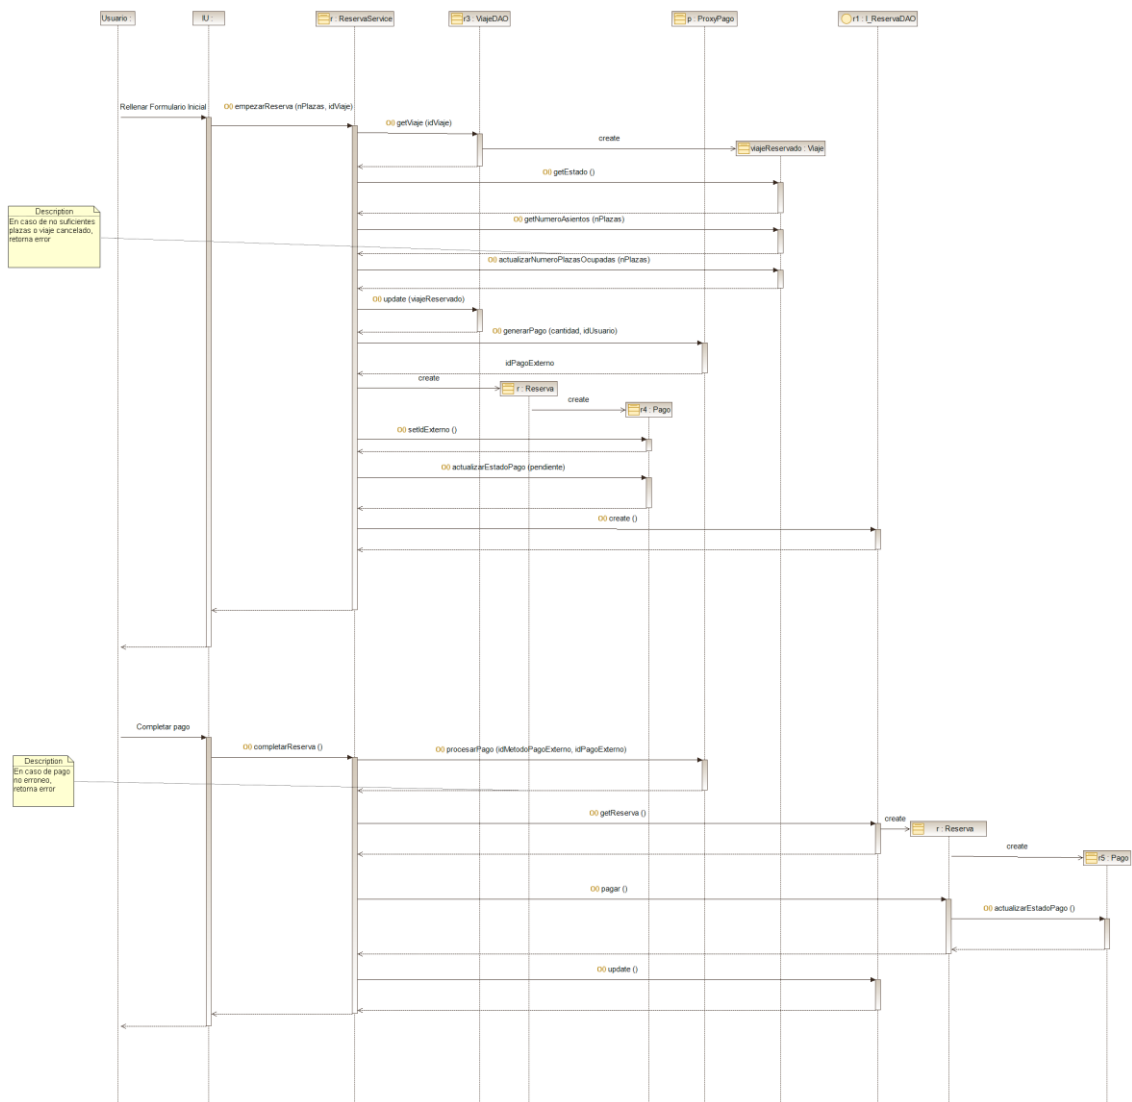 Usuario :
IU :
r : ReservaService
r3 : ViajeDAO
p : ProxyPago
r1 : I_ReservaDAO
Rellenar Formulario Inicial
empezarReserva (nPlazas, idViaje)
getViaje (idViaje)
create
viajeReservado : Viaje
getEstado ()
Description
En caso de no suficientes
plazas o viaje cancelado,
retorna error
getNumeroAsientos (nPlazas)
actualizarNumeroPlazasOcupadas (nPlazas)
update (viajeReservado)
generarPago (cantidad, idUsuario)
idPagoExterno
create
r : Reserva
create
r4 : Pago
setIdExterno ()
actualizarEstadoPago (pendiente)
create ()
Completar pago
completarReserva ()
procesarPago (idMetodoPagoExterno, idPagoExterno)
Description
En caso de pago
no erroneo,
retorna error
getReserva ()
create
r : Reserva
create
r5 : Pago
pagar ()
actualizarEstadoPago ()
update ()